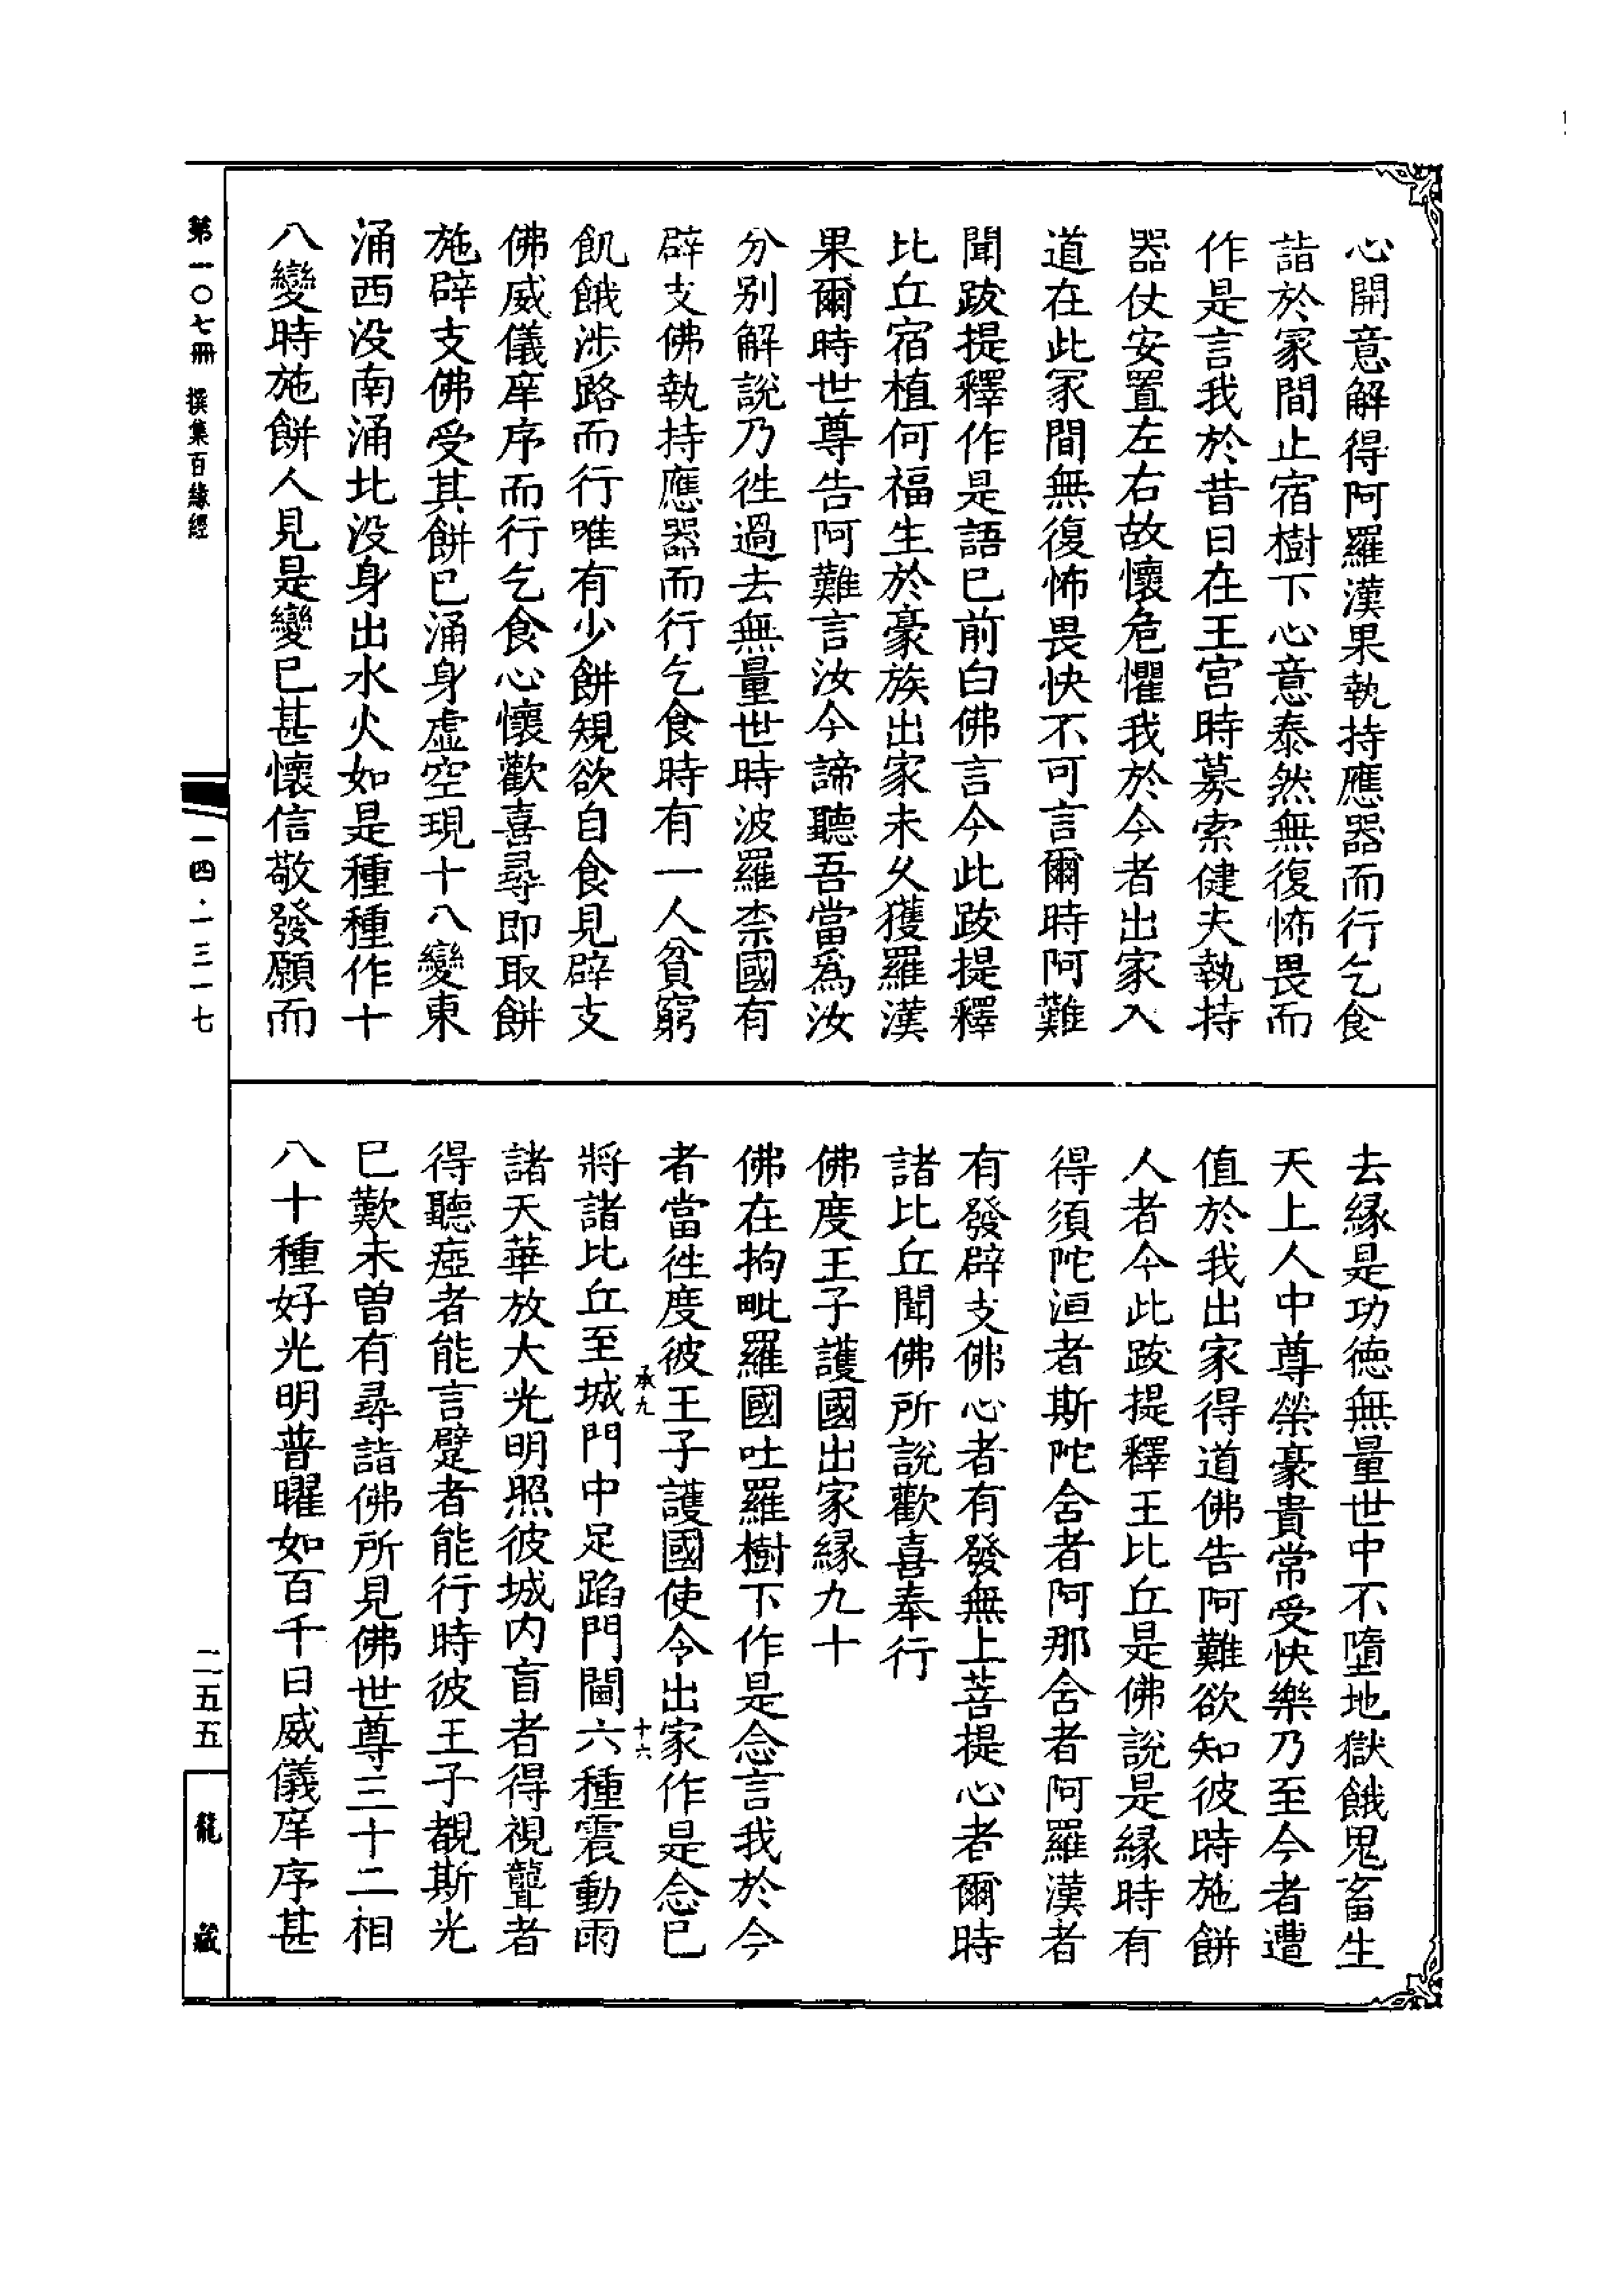 心開意解得阿羅漢果執持應器而行乞食
詣於冢間止宿樹下心意泰然無復怖畏而
作是言我於昔日在王宮時募索健夫執持
器仗安置左右故懷危懼我於今者出家入
道在此冢間無復怖畏快不可言爾時阿難
聞跋提釋作是語已前白佛言今此跋提釋
比丘宿植何福生於豪族出家未久獲羅漢
果爾時世尊告阿難言汝今諦聽吾當爲汝
分别解說乃徃過去無量世時波羅柰國有
辟支佛執持應器而行乞食時有一人貧窮
飢餓涉路而行唯有少餅規欲自食見辟支
佛威儀庠序而行乞食心懷歡喜尋即取餅
施辟支佛受其餅已涌身虛空現十八變東
涌西没南涌北没身出水火如是種種作十
八變時施餅人見是變已甚懷信敬發願而
去緣是功德無量世中不墮地獄餓鬼畜生
天上人中尊榮豪貴常受快樂乃至今者遭
值於我出家得道佛告阿難欲知彼時施餅
人者今此跋提釋王比丘是佛說是緣時有
得須陀洹者斯陀含者阿那含者阿羅漢者
有發辟支佛心者有發無上菩提心者爾時
諸比丘聞佛所說歡喜奉行
佛度王子護國出家緣九十
佛在拘毗羅國吐羅樹下作是念言我於今
者當徃度彼王子護國使令出家作是念已
承九 十六
將諸比丘至城門中足蹈門閫六種震動雨
諸天華放大光明照彼城内盲者得視聾者
得聽瘂者能言躄者能行時彼王子覩斯光
已歎未曽有尋詣佛所見佛世尊三十二相
八十種好光明普曜如百千日威儀庠序甚
第一〇七冊 撰集百緣經
一四·一三一七
二五五
龍藏